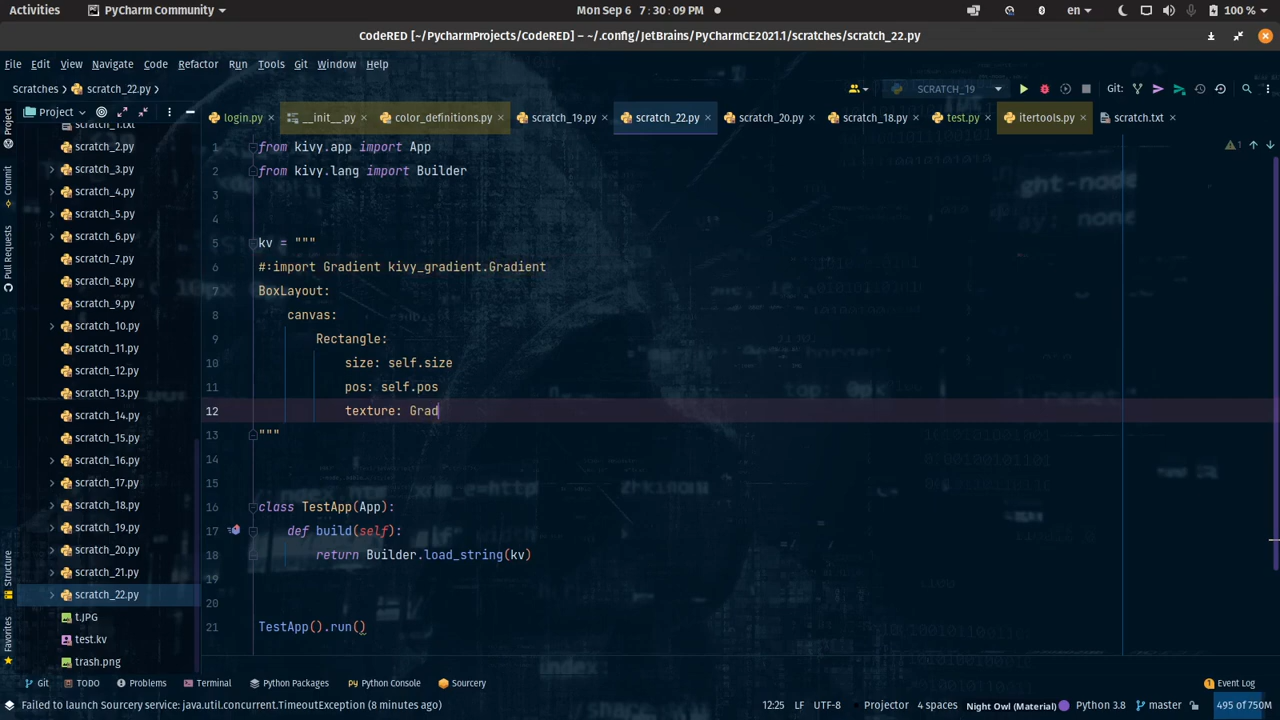 Activities PyCharm Community Mon Sep 6 7:30:09 PM en 100 %
CodeRED [~/PycharmProjects/CodeRED] – ~/.config/JetBrains/PyCharmCE2021.1/scratches/scratch_22.py
File Edit View Navigate Code Refactor Run Tools Git Window Help
Scratches scratch_22.py SCRATCH_19 Git:
Project login.py __init__.py color_definitions.py scratch_19.py scratch_22.py scratch_20.py scratch_18.py test.py itertools.py scratch.txt
Project
Commit
Pull Requests
Structure
Favorites
scratch_1.txt
scratch_2.py
scratch_3.py
scratch_4.py
scratch_5.py
scratch_6.py
scratch_7.py
scratch_8.py
scratch_9.py
scratch_10.py
scratch_11.py
scratch_12.py
scratch_13.py
scratch_14.py
scratch_15.py
scratch_16.py
scratch_17.py
scratch_18.py
scratch_19.py
scratch_20.py
scratch_21.py
scratch_22.py
t.JPG
test.kv
trash.png
1 from kivy.app import App
2 from kivy.lang import Builder
3
4
5 kv = """
6 #:import Gradient kivy_gradient.Gradient
7 BoxLayout:
8 canvas:
9 Rectangle:
10 size: self.size
11 pos: self.pos
12 texture: Grad
13 """
14
15
16 class TestApp(App):
17 def build(self):
18 return Builder.load_string(kv)
19
20
21 TestApp().run()
1
Git TODO Problems Terminal Python Packages Python Console Sourcery 1 Event Log
Failed to launch Sourcery service: java.util.concurrent.TimeoutException (8 minutes ago) 12:25 LF UTF-8 Projector 4 spaces Night Owl (Material) Python 3.8 master 495 of 750M